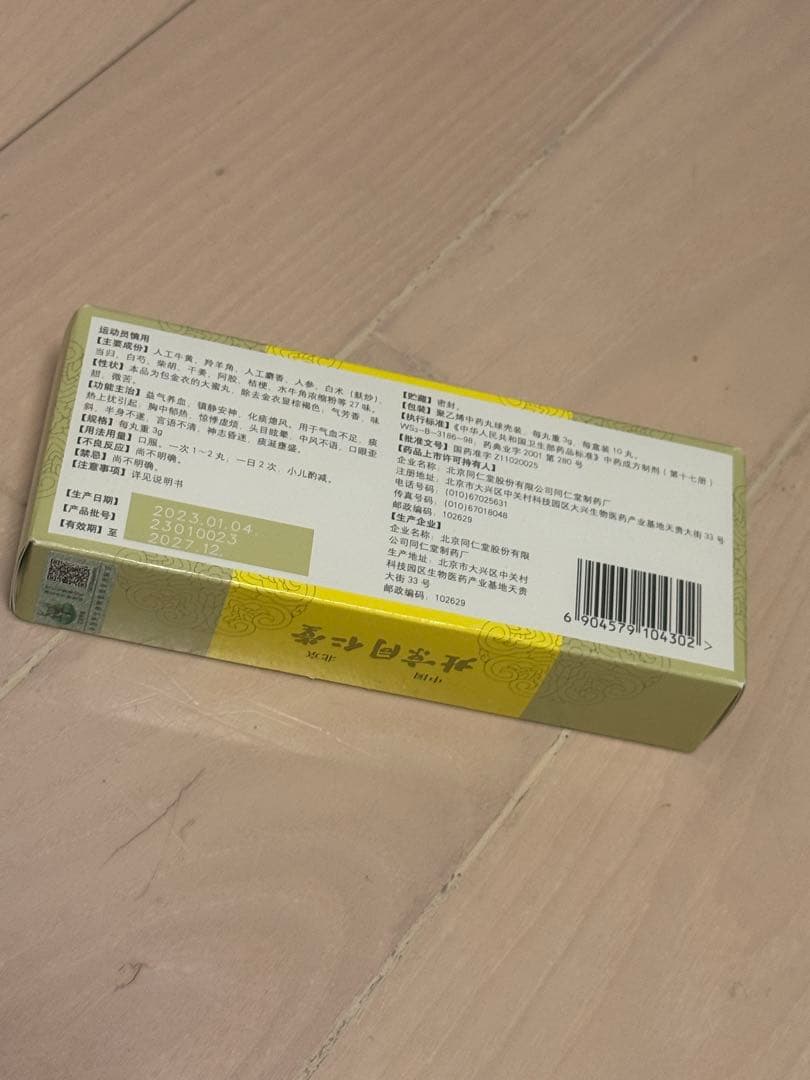 运动员慎用
【主要成份】人工牛黄、羚羊角、人工麝香、人参、白术(麸炒)、
当归、白芍、柴胡、干姜、阿胶、桔梗、水牛角浓缩粉等27味。
【性状】本品为包金衣的大蜜丸,除去金衣显棕褐色,气芳香,味
甜、微苦。
【功能主治】益气养血,镇静安神,化痰熄风。用于气血不足,痰
热上扰引起:胸中郁热、惊悸虚烦、头目眩晕、中风不语、口眼歪
斜、半身不遂、言语不清、神志昏迷、痰涎壅盛。
【规格】每丸重3g
【用法用量】口服。一次1~2丸,一日2次,小儿酌减。
【不良反应】尚不明确。
【禁忌】尚不明确。
【注意事项】详见说明书
【生产日期】2023.01.04.
【产品批号】23010023
【有效期】至 2027.12.
【贮藏】密封。
【包装】聚乙烯中药丸球壳装,每丸重3g,每盒装10丸。
【执行标准】《中华人民共和国卫生部药品标准》中药成方制剂(第十七册)
WS₃-B-3166-98,药典业字2001第280号
【批准文号】国药准字Z11020025
【药品上市许可持有人】
企业名称:北京同仁堂股份有限公司同仁堂制药厂
注册地址:北京市大兴区中关村科技园区大兴生物医药产业基地天贵大街33号
电话号码:(010)67025631
传真号码:(010)67018048
邮政编码:102629
【生产企业】
企业名称:北京同仁堂股份有限
公司同仁堂制药厂
生产地址:北京市大兴区中关村
科技园区生物医药产业基地天贵
大街33号
邮政编码:102629
6 904579 104302 >
中国 北京
北京同仁堂